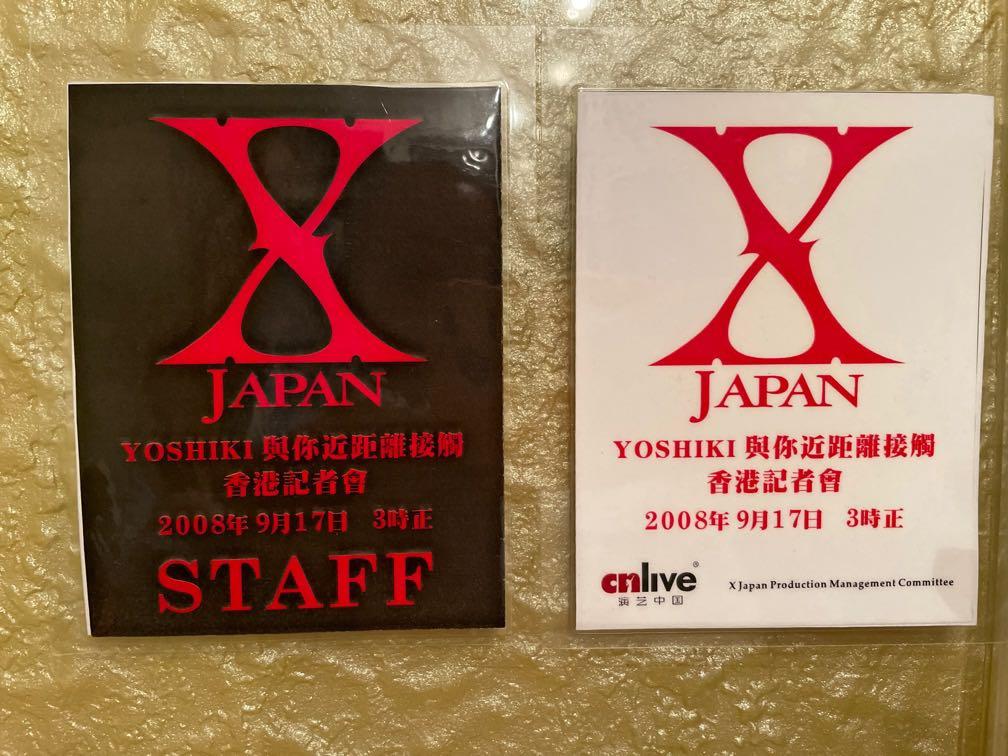 X
JAPAN
YOSHIKI 與你近距離接觸
香港記者會
2008年9月17日 3時正
STAFF
X
JAPAN
YOSHIKI 與你近距離接觸
香港記者會
2008年9月17日 3時正
cnlive®
演艺中国
X Japan Production Management Committee